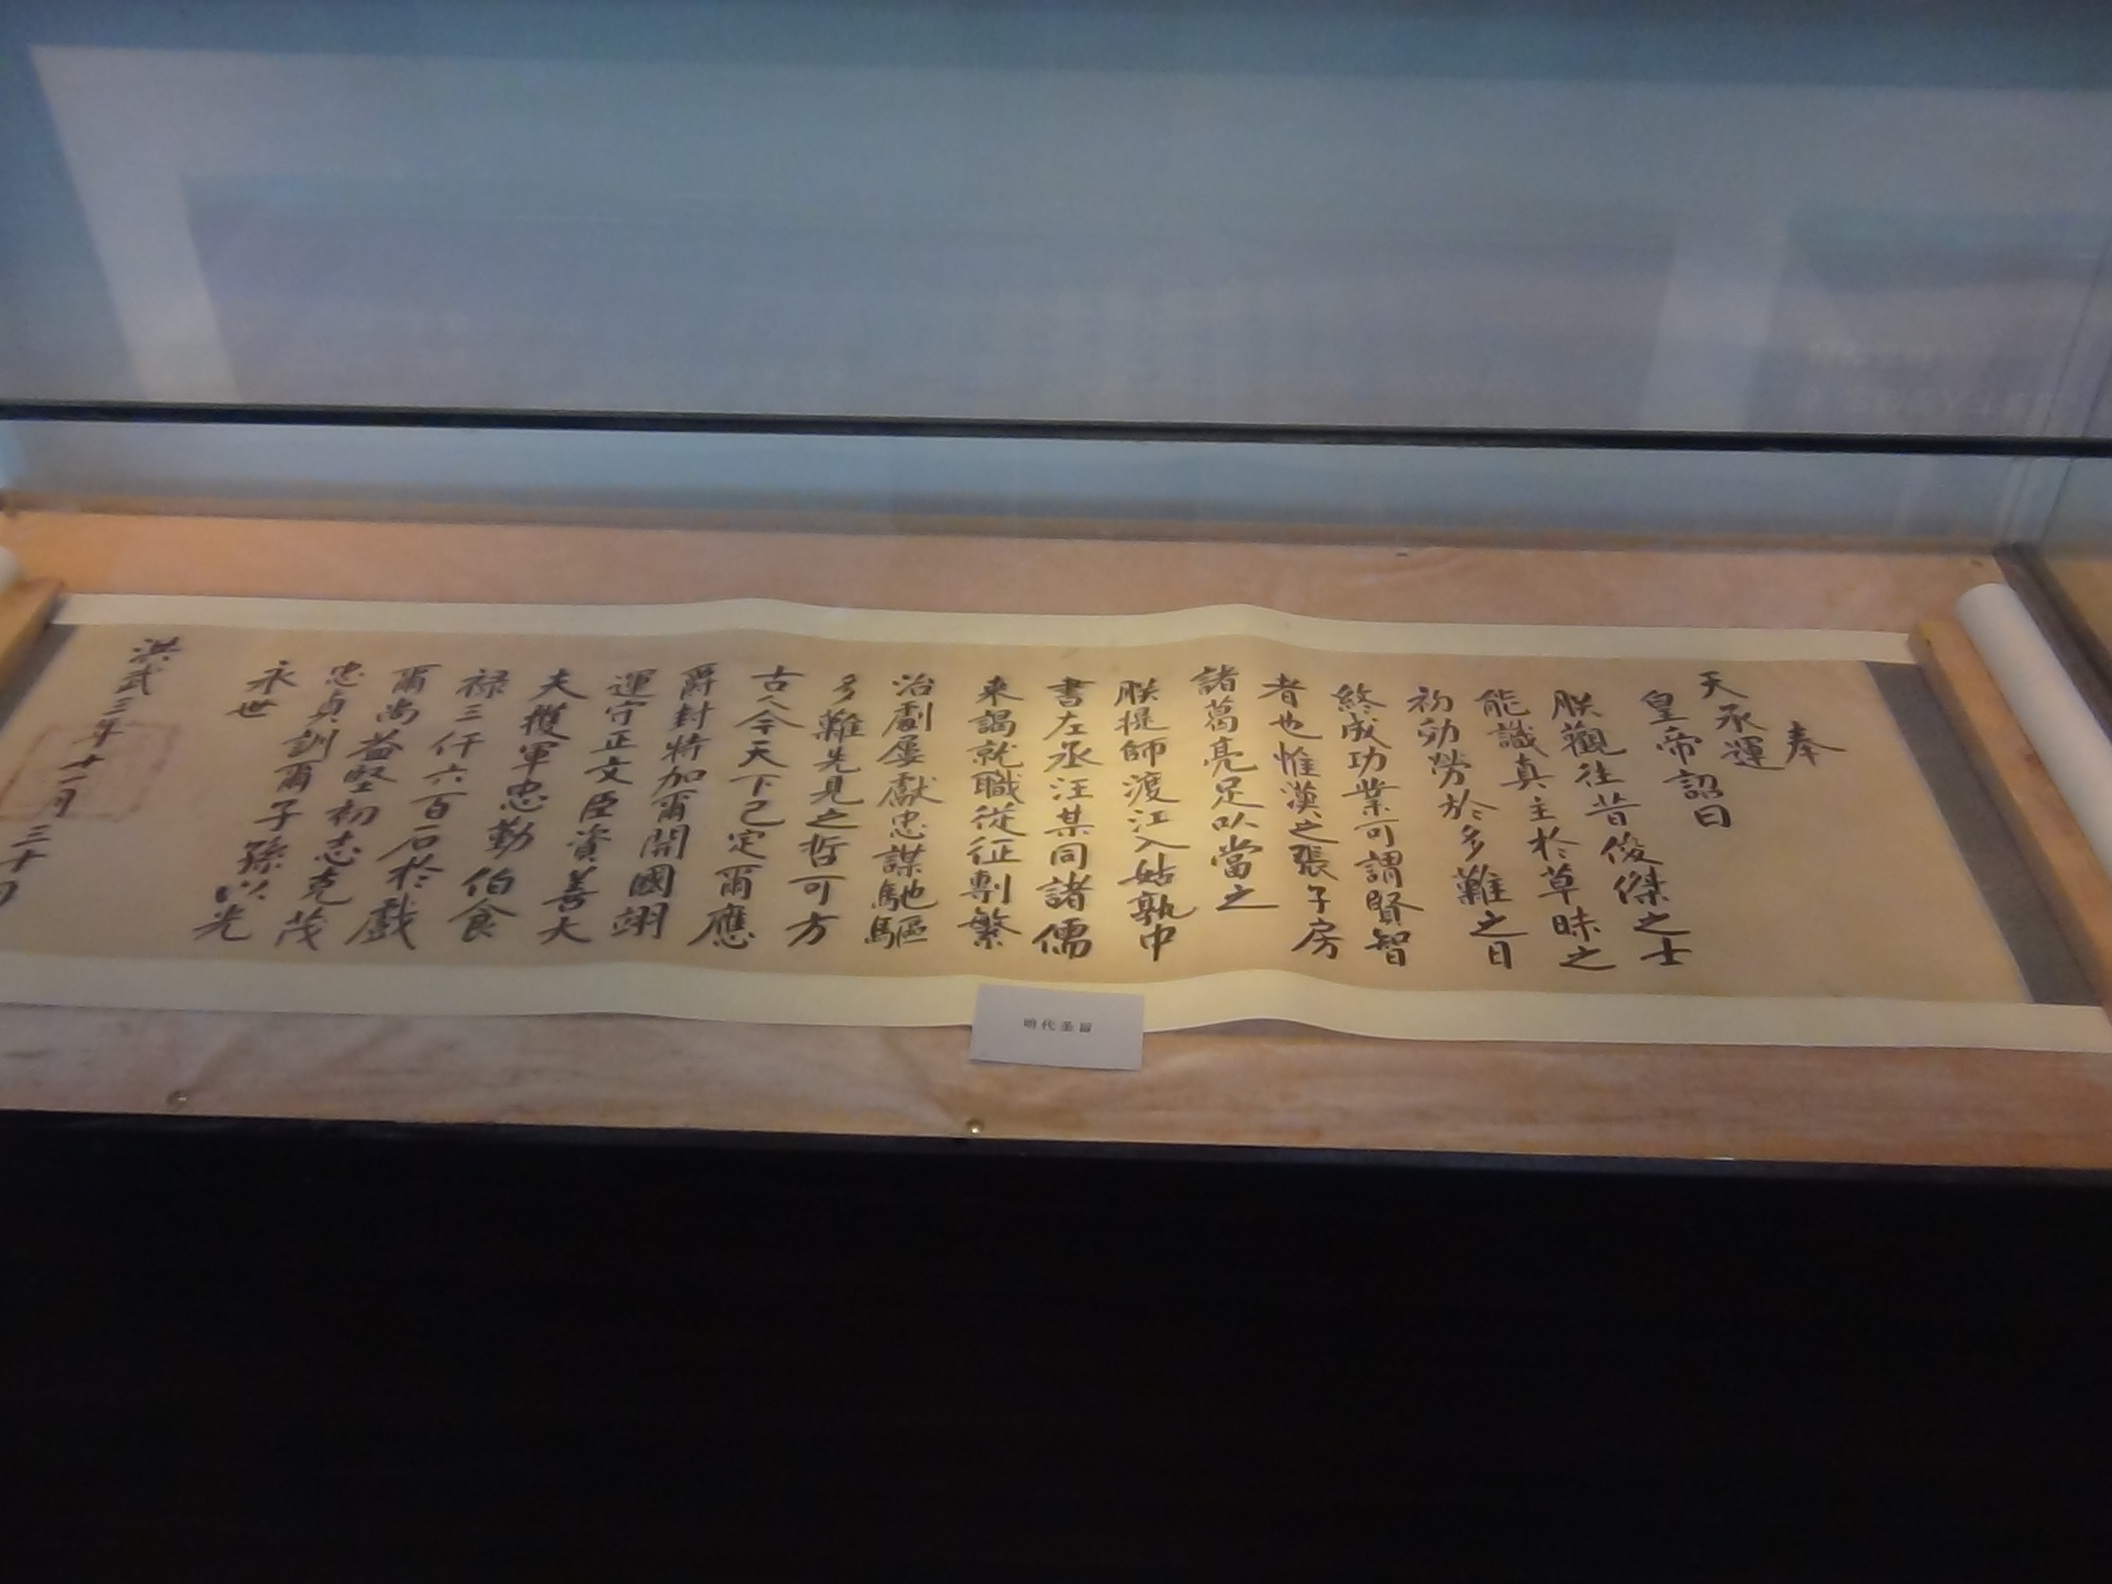 奉
天承運
皇帝詔曰
朕觀往昔俊傑之士
能識真主於草昧之
初効勞於多難之日
終成功業可謂賢智
者也惟漢之張子房
諸葛亮足以當之
朕提師渡江入姑孰中
書左丞汪某同諸儒
來謁就職從征剸繁
治劇屡獻忠謀馳驅
多難先見之哲可方
古人今天下已定爾應
爵封特加爾開國翊
運守正文臣資善大
夫獲軍忠勤伯食
禄三仟六百石於戲
爾尚益堅初志克茂
忠貞訓爾子孫以光
永世
洪武三年十一月三十日
明代圣旨